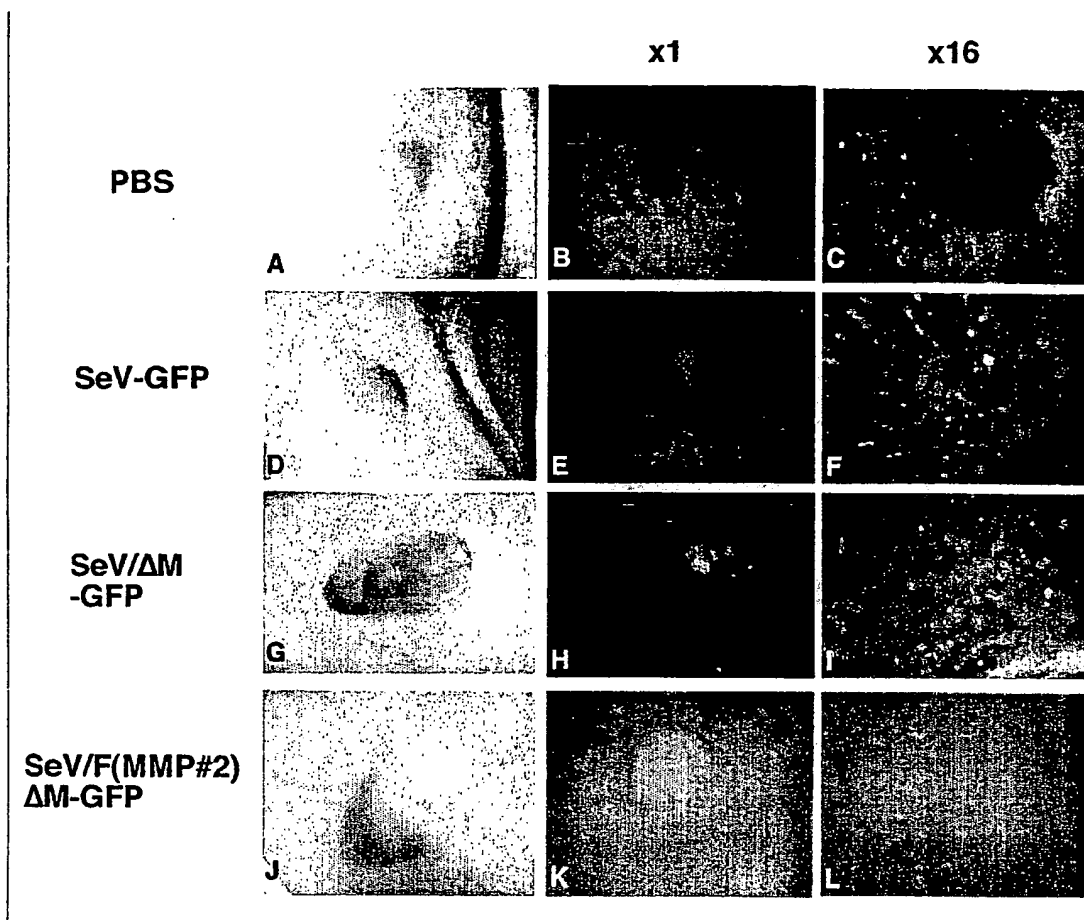 x1 x16
PBS
A B C
SeV-GFP
D E F
SeV/ΔM
-GFP
G H I
SeV/F(MMP#2)
ΔM-GFP
J K L